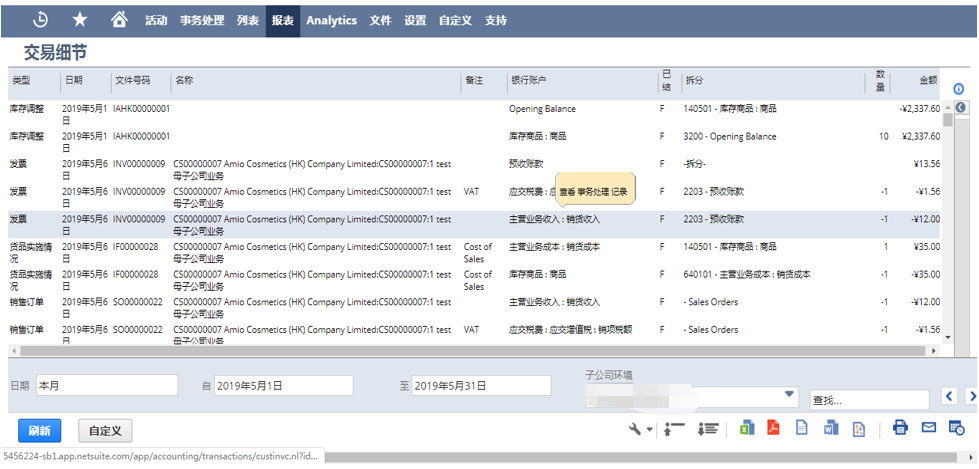 活动 事务处理 列表 报表 Analytics 文件 设置 自定义 支持
交易细节
类型 日期 文件号码 名称 备注 银行账户 已结 拆分 数量 金额
库存调整 2019年5月1日 IAHK00000001 Opening Balance F 140501 - 库存商品 : 商品 -¥2,337.60
库存调整 2019年5月1日 IAHK00000001 库存商品 : 商品 F 3200 - Opening Balance 10 ¥2,337.60
发票 2019年5月6日 INV00000009 CS00000007 Amio Cosmetics (HK) Company Limited:CS00000007:1 test 母子公司业务 预收账款 F -拆分- ¥13.56
发票 2019年5月6日 INV00000009 CS00000007 Amio Cosmetics (HK) Company Limited:CS00000007:1 test 母子公司业务 VAT 应交税费 : F 2203 - 预收账款 -1 -¥1.56
查看 事务处理 记录
发票 2019年5月6日 INV00000009 CS00000007 Amio Cosmetics (HK) Company Limited:CS00000007:1 test 母子公司业务 主营业务收入 : 销货收入 F 2203 - 预收账款 -1 -¥12.00
货品实施情况 2019年5月6日 IF00000028 CS00000007 Amio Cosmetics (HK) Company Limited:CS00000007:1 test 母子公司业务 Cost of Sales 主营业务成本 : 销货成本 F 140501 - 库存商品 : 商品 1 ¥35.00
货品实施情况 2019年5月6日 IF00000028 CS00000007 Amio Cosmetics (HK) Company Limited:CS00000007:1 test 母子公司业务 Cost of Sales 库存商品 : 商品 F 640101 - 主营业务成本 : 销货成本 -1 -¥35.00
销售订单 2019年5月6日 SO00000022 CS00000007 Amio Cosmetics (HK) Company Limited:CS00000007:1 test 母子公司业务 主营业务收入 : 销货收入 F - Sales Orders -1 -¥12.00
销售订单 2019年5月6日 SO00000022 CS00000007 Amio Cosmetics (HK) Company Limited:CS00000007:1 test 母子公司业务 VAT 应交税费 : 应交增值税 : 销项税额 F - Sales Orders -1 -¥1.56
子公司环境
日期 本月 自 2019年5月1日 至 2019年5月31日 查找...
刷新 自定义
5456224-sb1.app.netsuite.com/app/accounting/transactions/custinvc.nl?id...